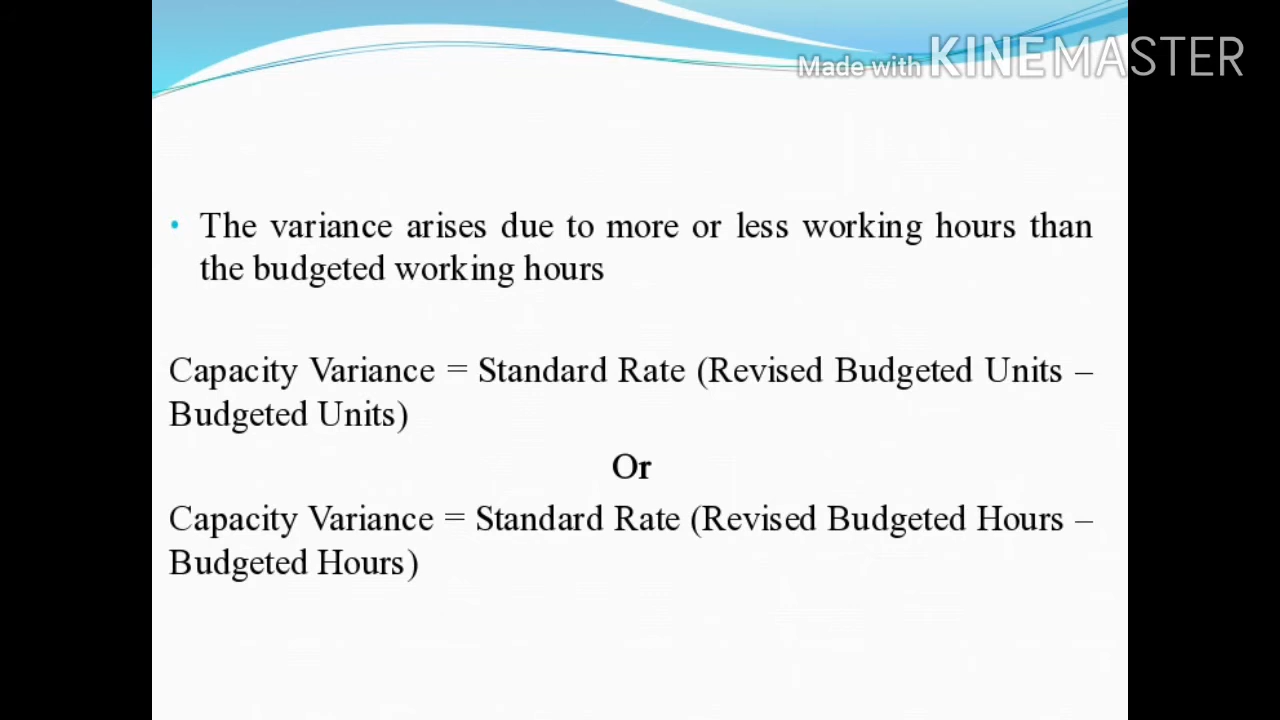 Made with KINEMASTER
• The variance arises due to more or less working hours than
the budgeted working hours
Capacity Variance = Standard Rate (Revised Budgeted Units –
Budgeted Units)
Or
Capacity Variance = Standard Rate (Revised Budgeted Hours –
Budgeted Hours)